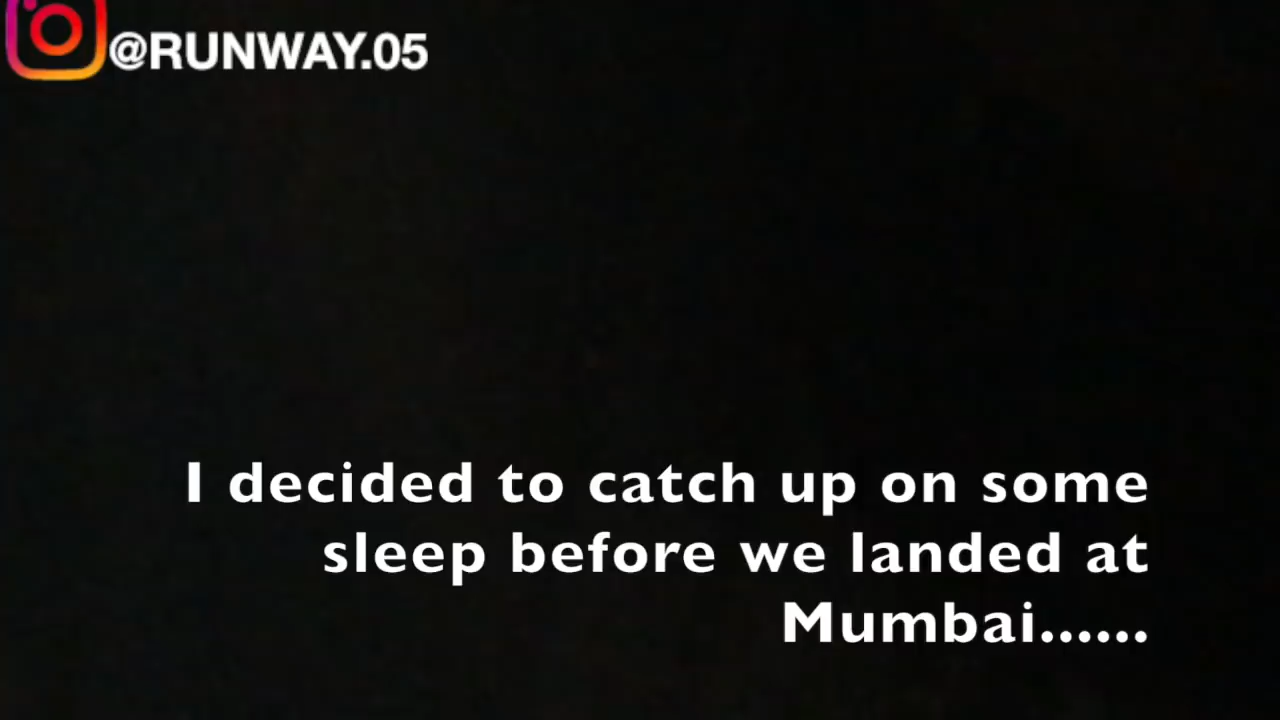 @RUNWAY.05
I decided to catch up on some
sleep before we landed at
Mumbai......